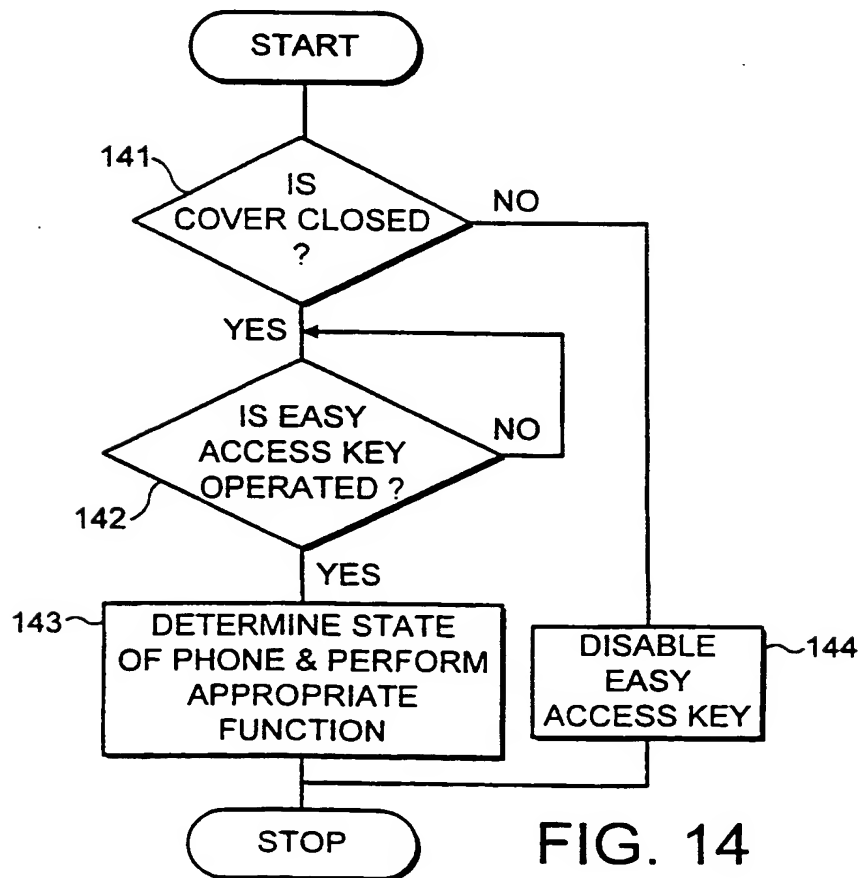 START
141
IS
COVER CLOSED
?
NO
YES
IS EASY
ACCESS KEY
OPERATED ?
NO
142
YES
143
DETERMINE STATE
OF PHONE & PERFORM
APPROPRIATE
FUNCTION
DISABLE
EASY
ACCESS KEY
144
STOP
FIG. 14